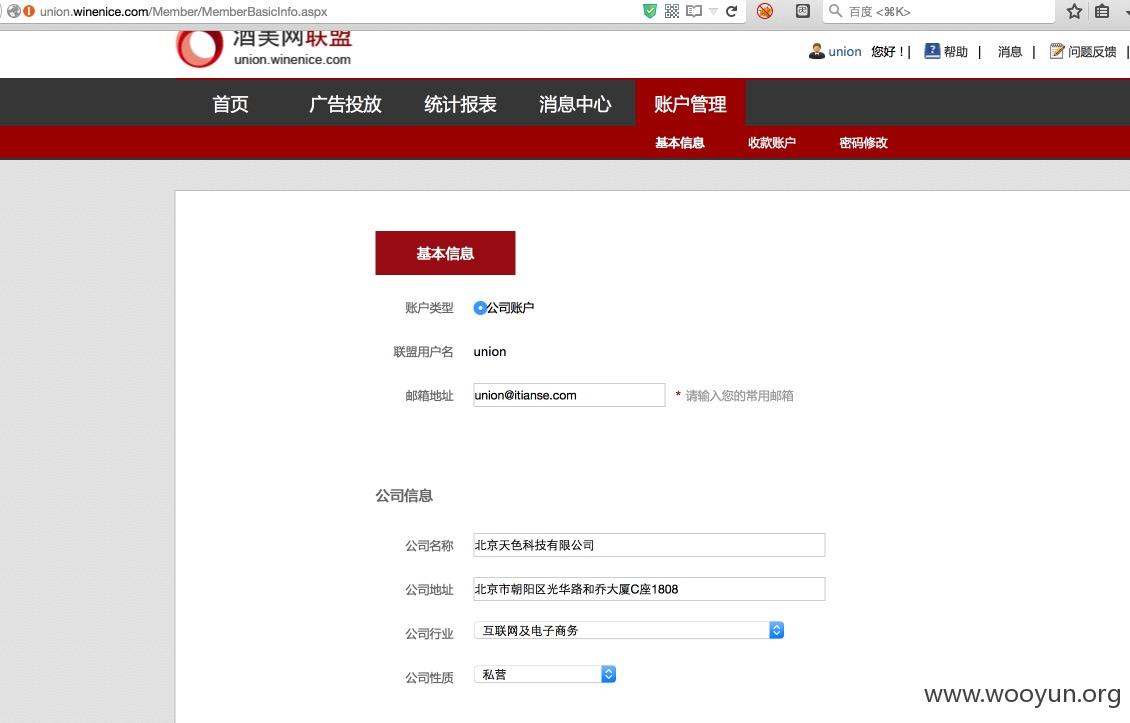 union.winenice.com/Member/MemberBasicInfo.aspx
百度 <⌘K>
酒美网联盟
union.winenice.com
union 您好！| 帮助 | 消息 | 问题反馈 |
首页 广告投放 统计报表 消息中心 账户管理
基本信息 收款账户 密码修改
基本信息
账户类型 公司账户
联盟用户名 union
邮箱地址 union@itianse.com * 请输入您的常用邮箱
公司信息
公司名称 北京天色科技有限公司
公司地址 北京市朝阳区光华路和乔大厦C座1808
公司行业 互联网及电子商务
公司性质 私营
www.wooyun.org